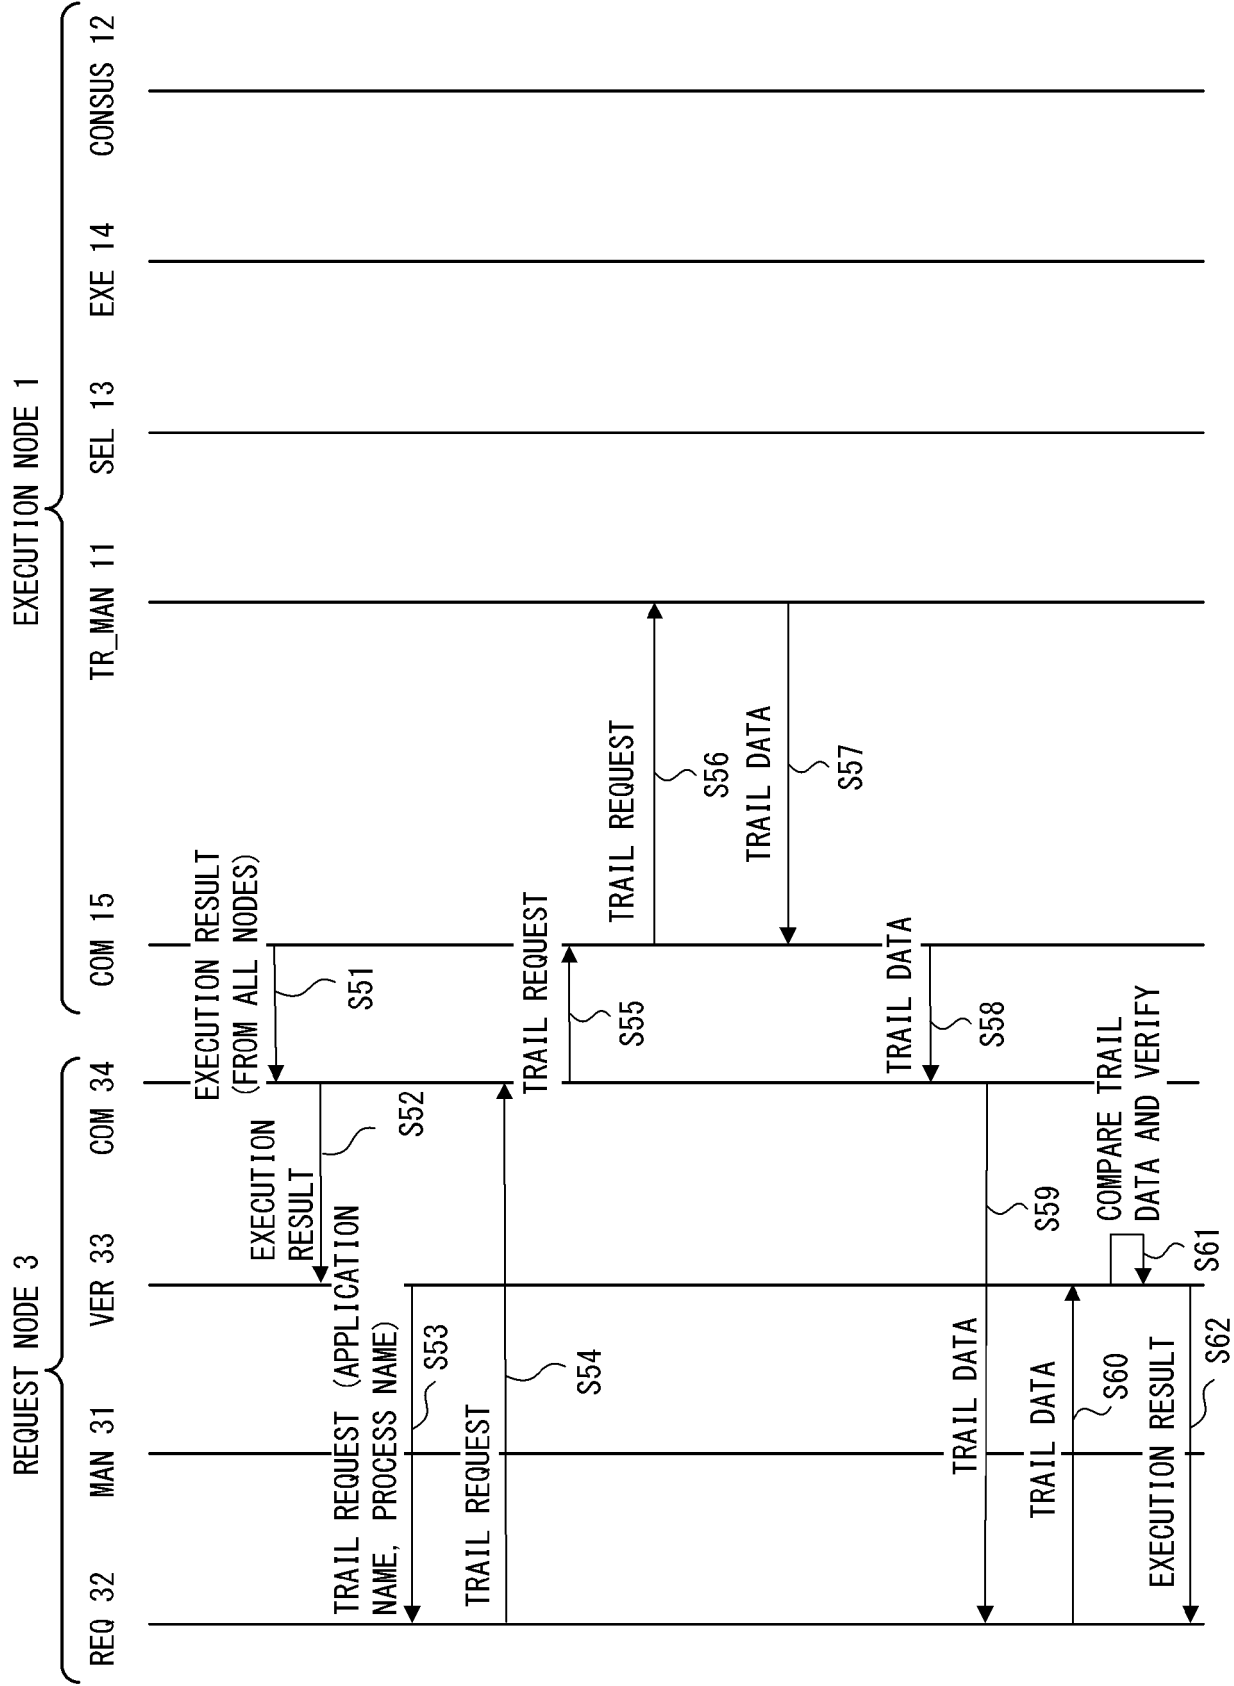 REQUEST NODE 3
EXECUTION NODE 1
REQ 32
MAN 31
VER 33
COM 34
COM 15
TR_MAN 11
SEL 13
EXE 14
CONSUS 12
EXECUTION RESULT
(FROM ALL NODES)
S51
EXECUTION
RESULT
S52
TRAIL REQUEST (APPLICATION
NAME, PROCESS NAME)
S53
TRAIL REQUEST
S54
TRAIL REQUEST
S55
TRAIL REQUEST
S56
TRAIL DATA
S57
TRAIL DATA
S58
TRAIL DATA
S59
TRAIL DATA
S60
COMPARE TRAIL
DATA AND VERIFY
S61
EXECUTION RESULT
S62